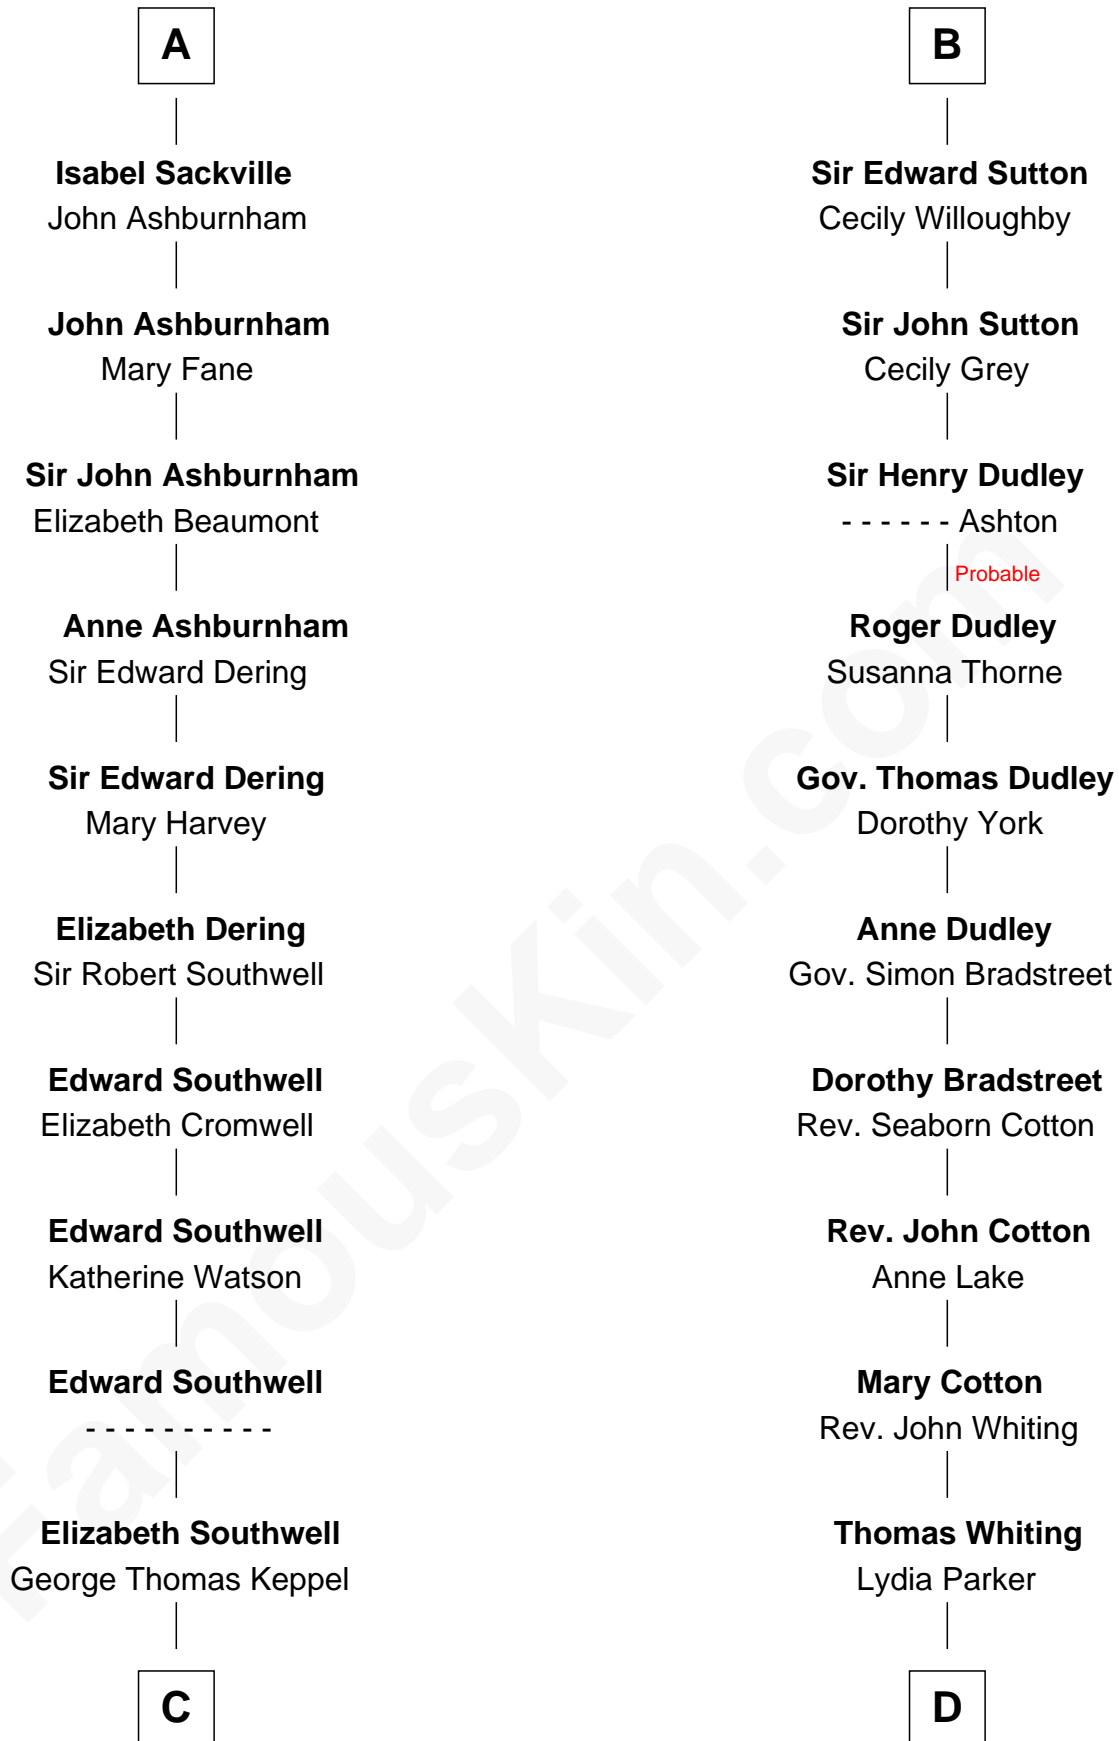 A
Isabel Sackville
John Ashburnham
John Ashburnham
Mary Fane
Sir John Ashburnham
Elizabeth Beaumont
Anne Ashburnham
Sir Edward Dering
Sir Edward Dering
Mary Harvey
Elizabeth Dering
Sir Robert Southwell
Edward Southwell
Elizabeth Cromwell
Edward Southwell
Katherine Watson
Edward Southwell
- - - - - - - - - -
Elizabeth Southwell
George Thomas Keppel
C
B
Sir Edward Sutton
Cecily Willoughby
Sir John Sutton
Cecily Grey
Sir Henry Dudley
- - - - - - Ashton
Probable
Roger Dudley
Susanna Thorne
Gov. Thomas Dudley
Dorothy York
Anne Dudley
Gov. Simon Bradstreet
Dorothy Bradstreet
Rev. Seaborn Cotton
Rev. John Cotton
Anne Lake
Mary Cotton
Rev. John Whiting
Thomas Whiting
Lydia Parker
D
FamousKin.com